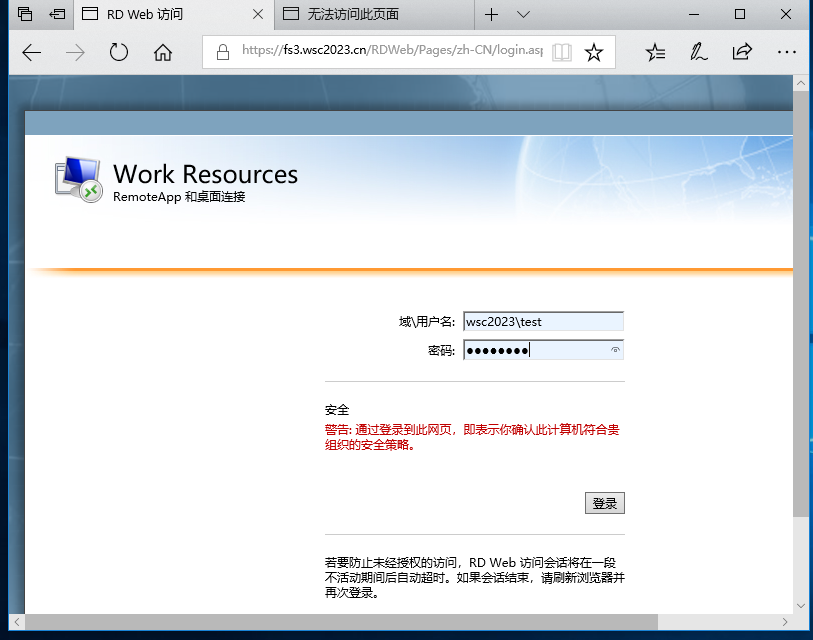 RD Web 访问
无法访问此页面
https://fs3.wsc2023.cn/RDWeb/Pages/zh-CN/login.asp
Work Resources
RemoteApp 和桌面连接
域\用户名: wsc2023\test
密码: ●●●●●●●●
安全
警告: 通过登录到此网页，即表示你确认此计算机符合贵
组织的安全策略。
登录
若要防止未经授权的访问，RD Web 访问会话将在一段
不活动期间后自动超时。如果会话结束，请刷新浏览器并
再次登录。